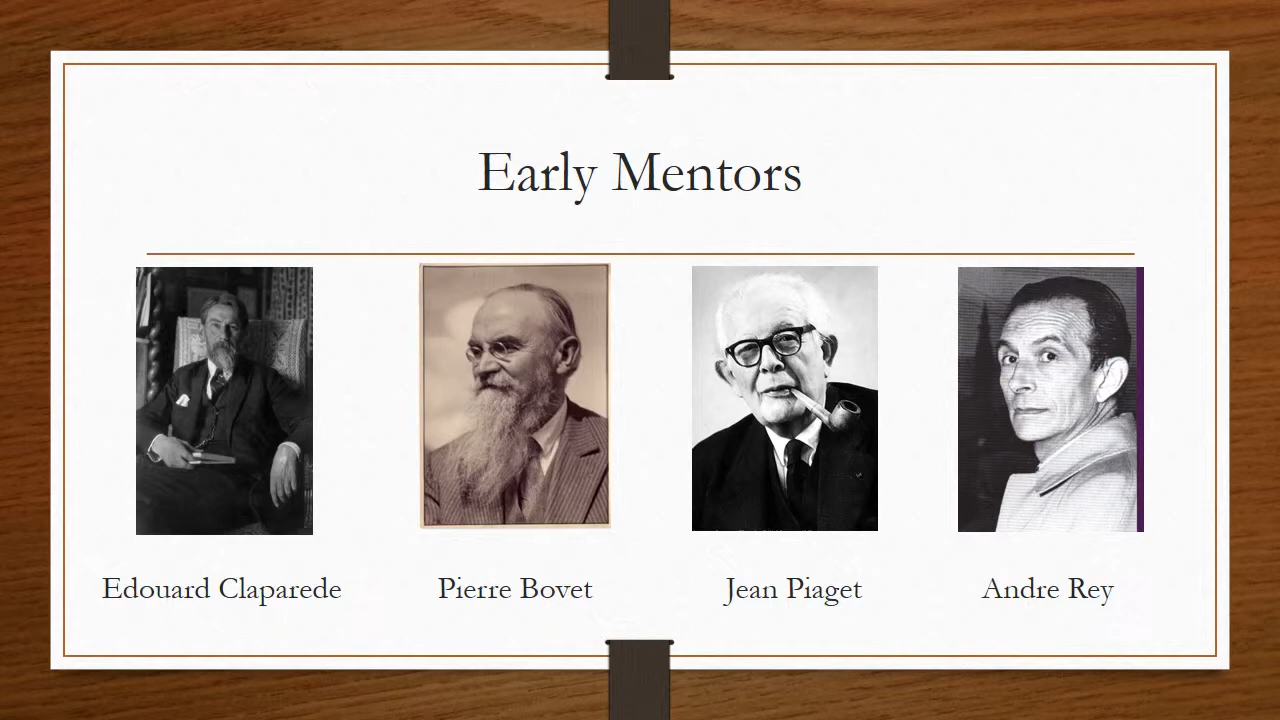 Early Mentors
Edouard Claparede
Pierre Bovet
Jean Piaget
Andre Rey